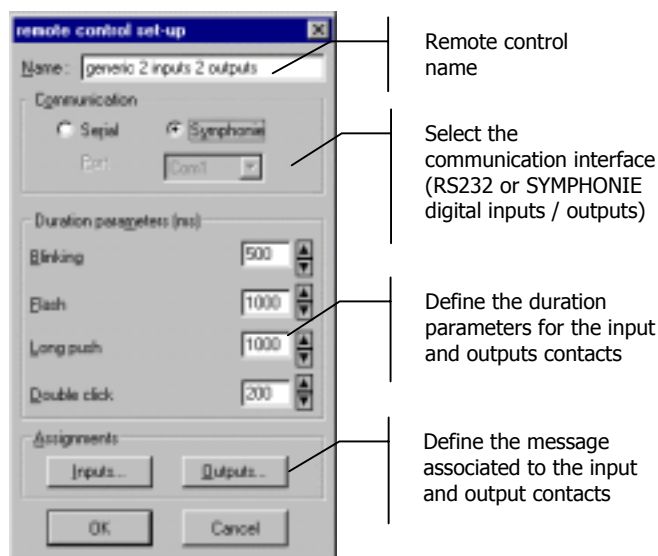 remote control set-up
Name : generic 2 inputs 2 outputs
Remote control
name
Communication
Serial Symphonie
Port Com1
Select the
communication interface
(RS232 or SYMPHONIE
digital inputs / outputs)
Duration parameters (ms)
Blinking 500
Flash 1000
Long push 1000
Double click 200
Define the duration
parameters for the input
and outputs contacts
Assignments
Inputs... Outputs...
Define the message
associated to the input
and output contacts
OK Cancel